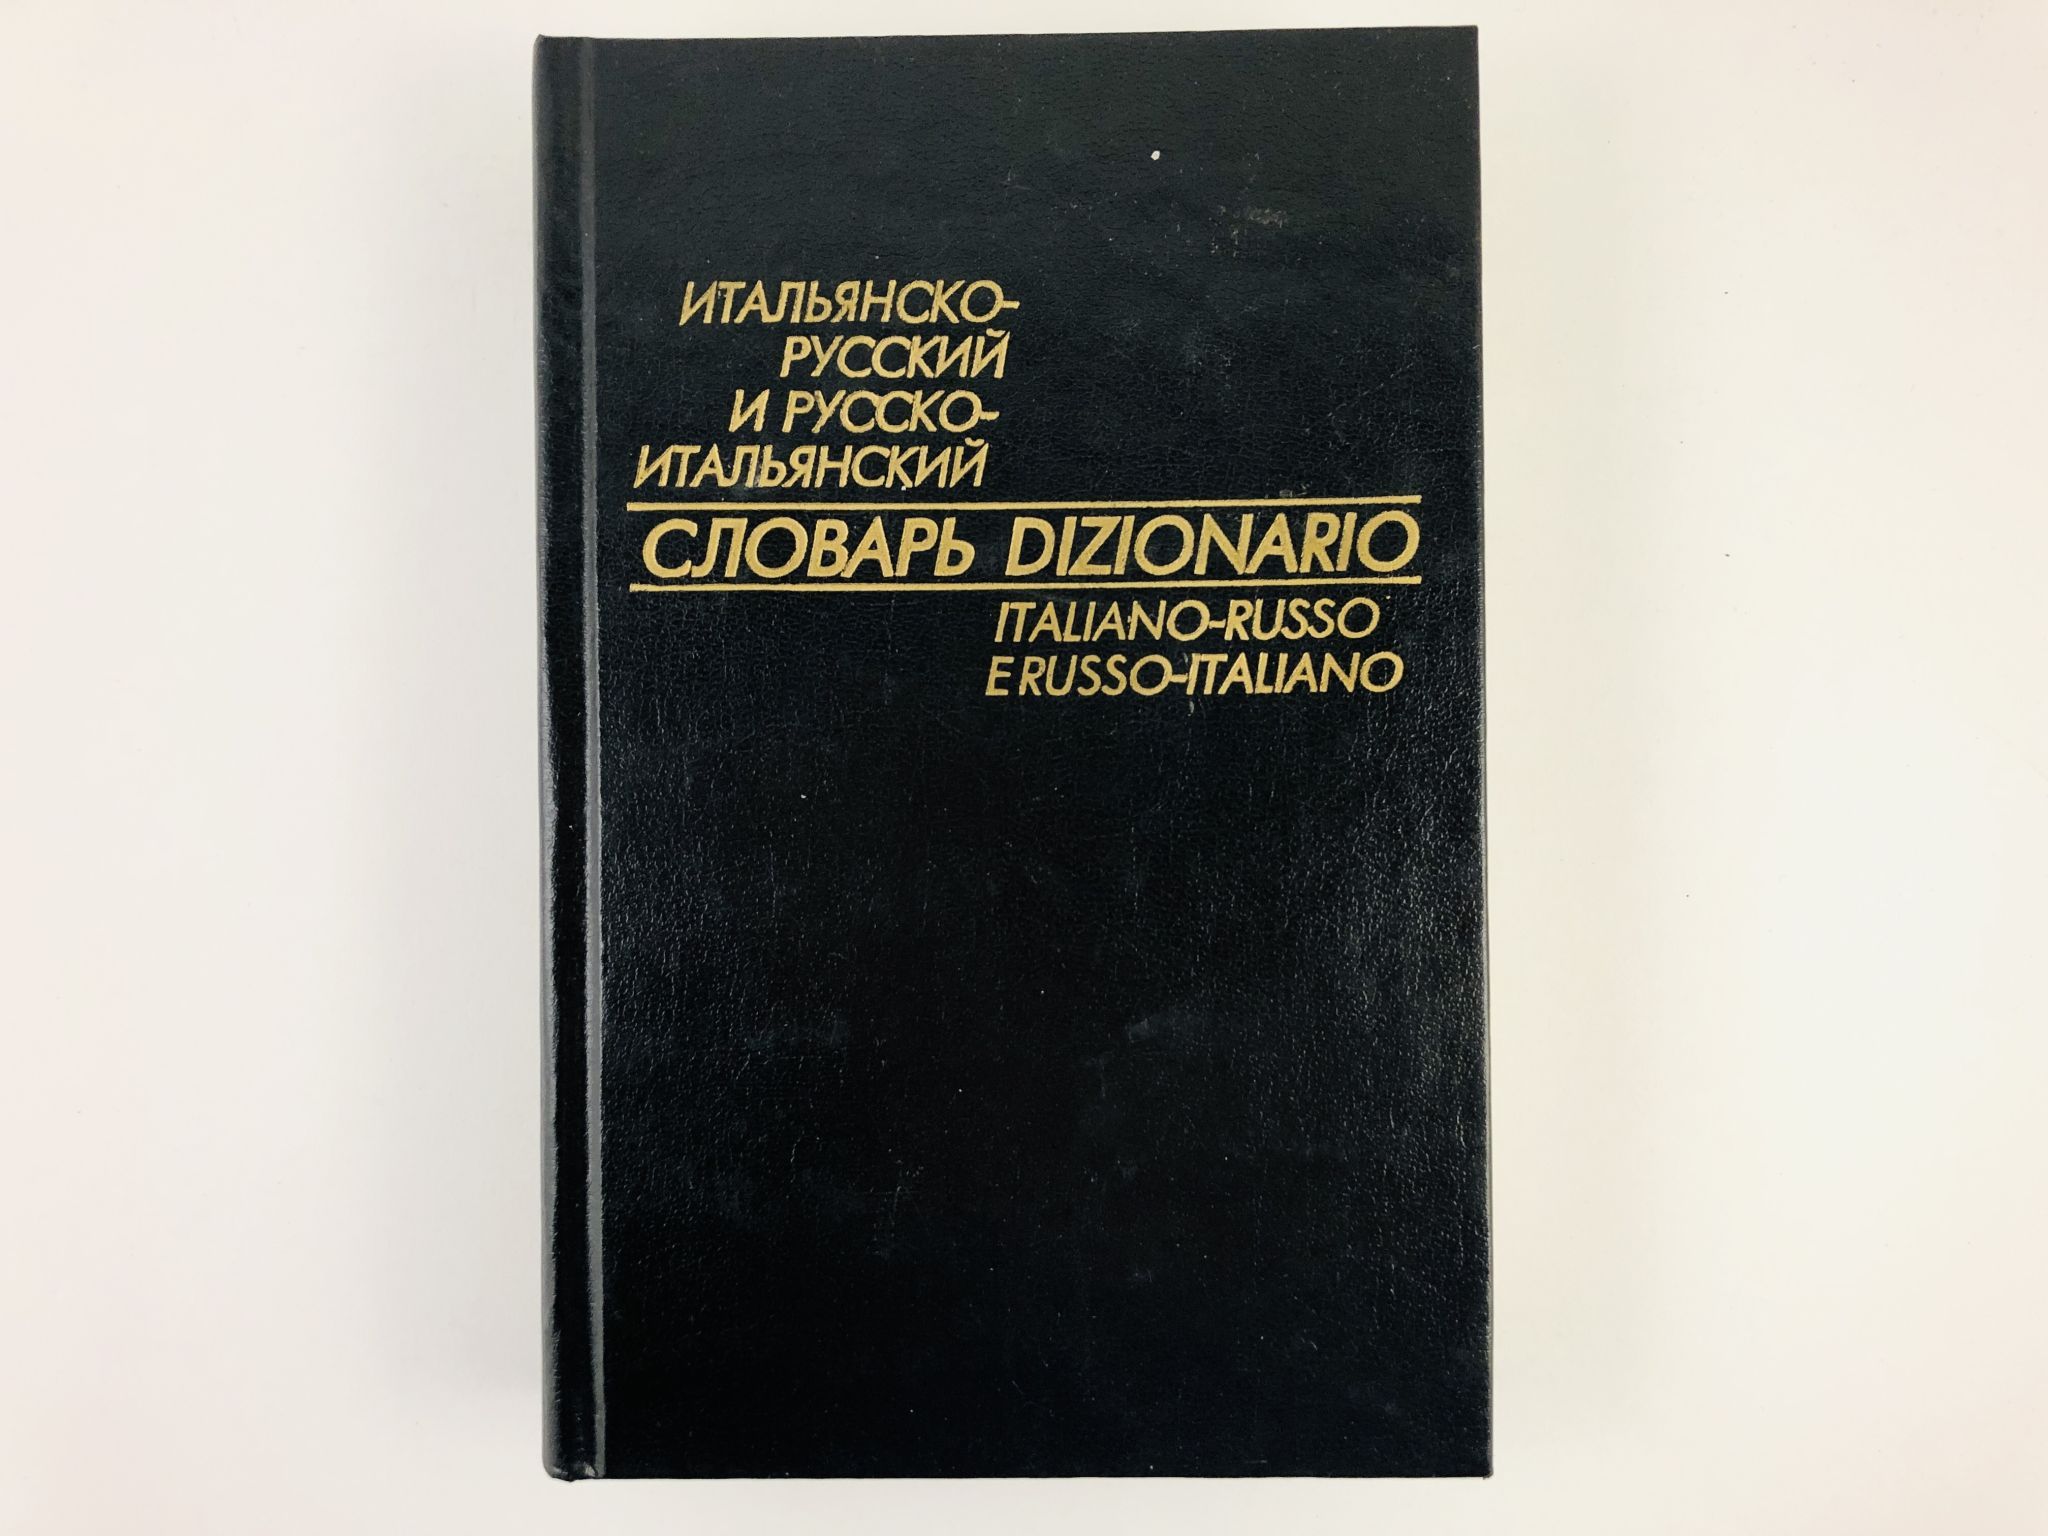 ИТАЛЬЯНСКО-
РУССКИЙ
И РУССКО-
ИТАЛЬЯНСКИЙ
СЛОВАРЬ DIZIONARIO
ITALIANO-RUSSO
E RUSSO-ITALIANO